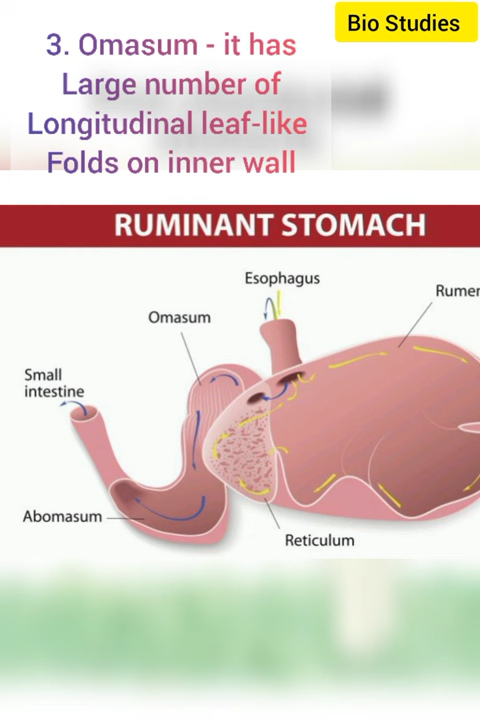 Bio Studies
3. Omasum - it has
Large number of
Longitudinal leaf-like
Folds on inner wall
RUMINANT STOMACH
Esophagus
Rumer
Omasum
Small
intestine
Abomasum
Reticulum